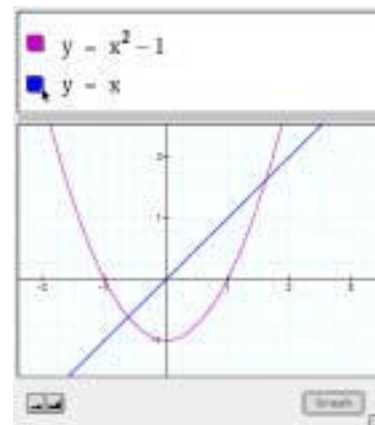 y = x² - 1
y = x
2
1
-2 -1 1 2 3
-1
Graph